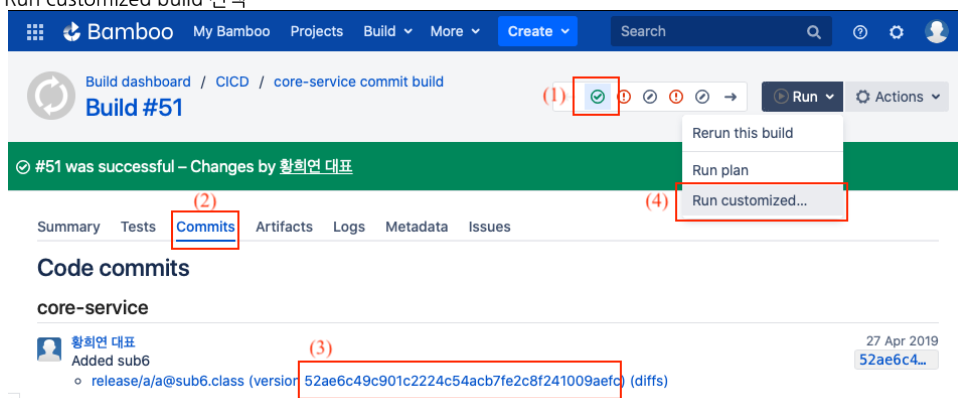 Run customized build 선택
Bamboo My Bamboo Projects Build More Create Search
Build dashboard / CICD / core-service commit build
Build #51
(1)
Run Actions
Rerun this build
Run plan
(4) Run customized...
#51 was successful – Changes by 황희연 대표
(2)
Summary Tests Commits Artifacts Logs Metadata Issues
Code commits
core-service
황희연 대표 27 Apr 2019
Added sub6 (3) 52ae6c4...
release/a/a@sub6.class (version 52ae6c49c901c2224c54acb7fe2c8f241009aefc) (diffs)